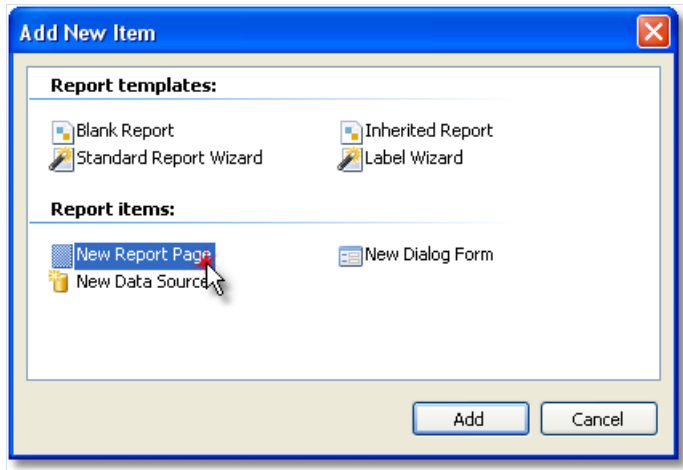 Add New Item
Report templates:
Blank Report Inherited Report
Standard Report Wizard Label Wizard
Report items:
New Report Page New Dialog Form
New Data Source
Add Cancel